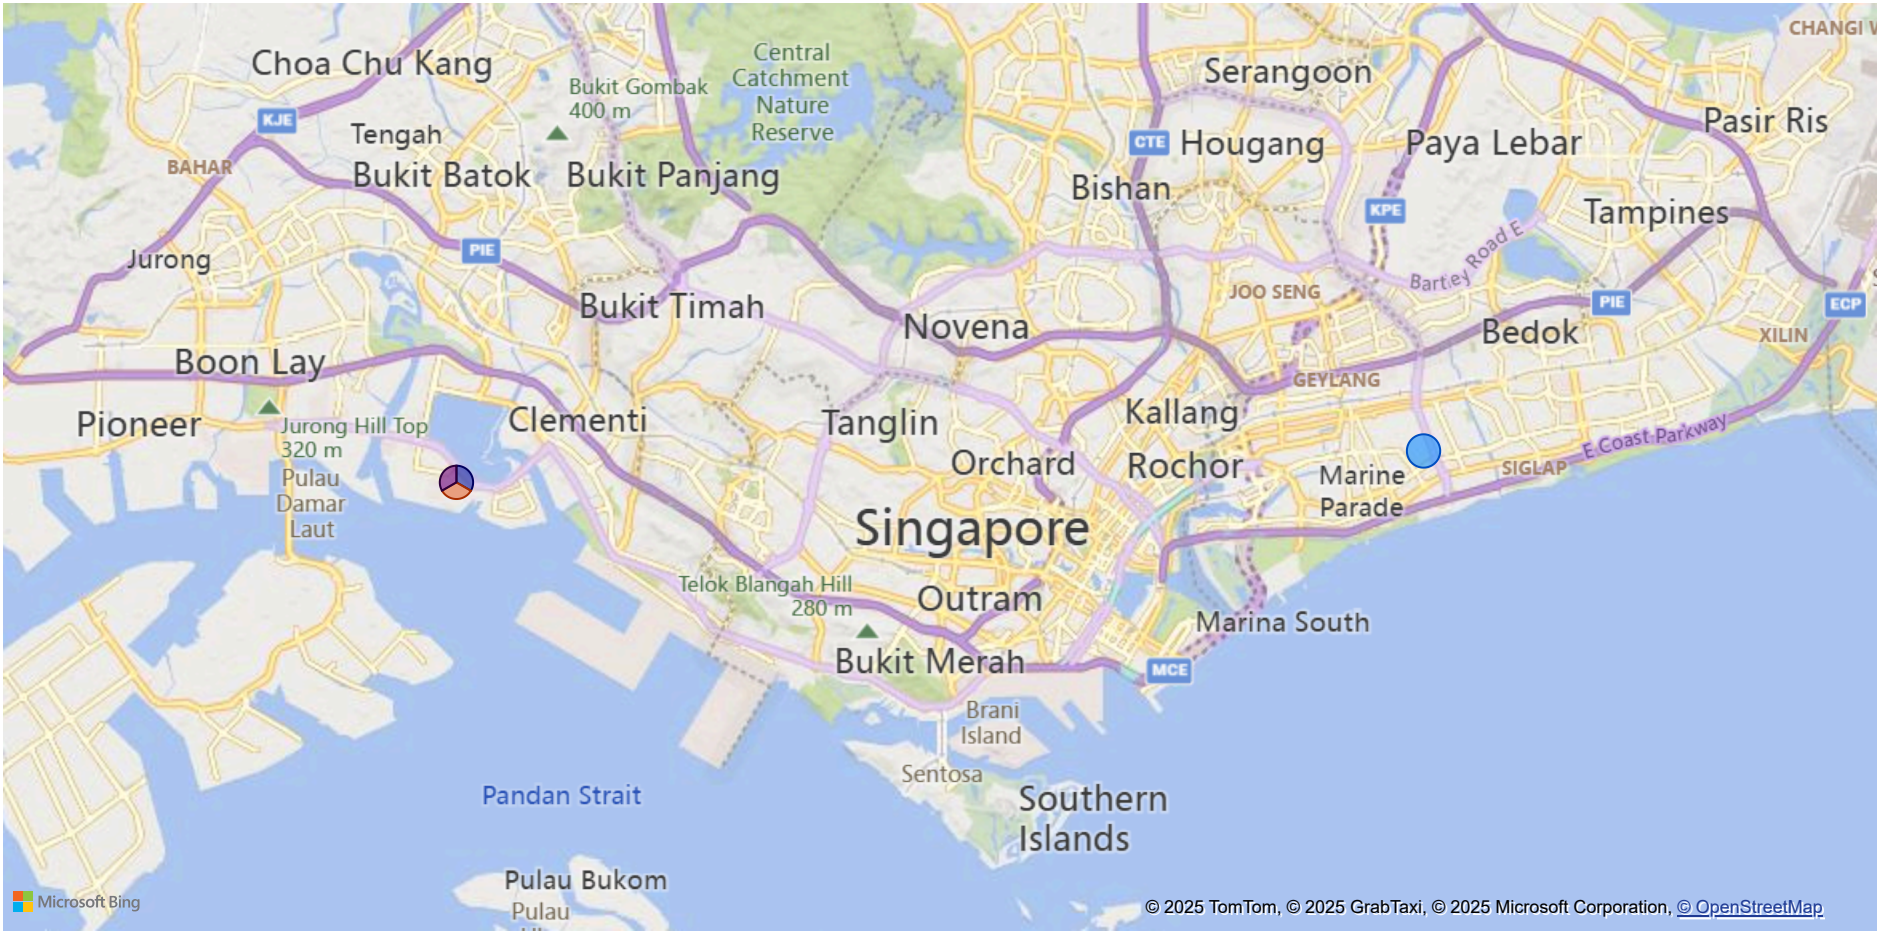 CHANGI
Choa Chu Kang
Central
Catchment
Nature
Reserve
Serangoon
Bukit Gombak
400 m
KJE
Tengah
Pasir Ris
CTE
Hougang
Paya Lebar
BAHAR
Bukit Batok
Bukit Panjang
Bishan
KPE
Tampines
PIE
Jurong
Bartley Road E
JOO SENG
Bukit Timah
PIE
ECP
Novena
Bedok
XILIN
Boon Lay
GEYLANG
Pioneer
Jurong Hill Top
320 m
Clementi
Tanglin
Kallang
E Coast Parkway
Orchard
Rochor
SIGLAP
Marine
Parade
Pulau
Damar
Laut
Singapore
Telok Blangah Hill
280 m
Outram
Marina South
Bukit Merah
MCE
Brani
Island
Sentosa
Pandan Strait
Southern
Islands
Pulau Bukom
Pulau
Microsoft Bing
© 2025 TomTom, © 2025 GrabTaxi, © 2025 Microsoft Corporation, © OpenStreetMap